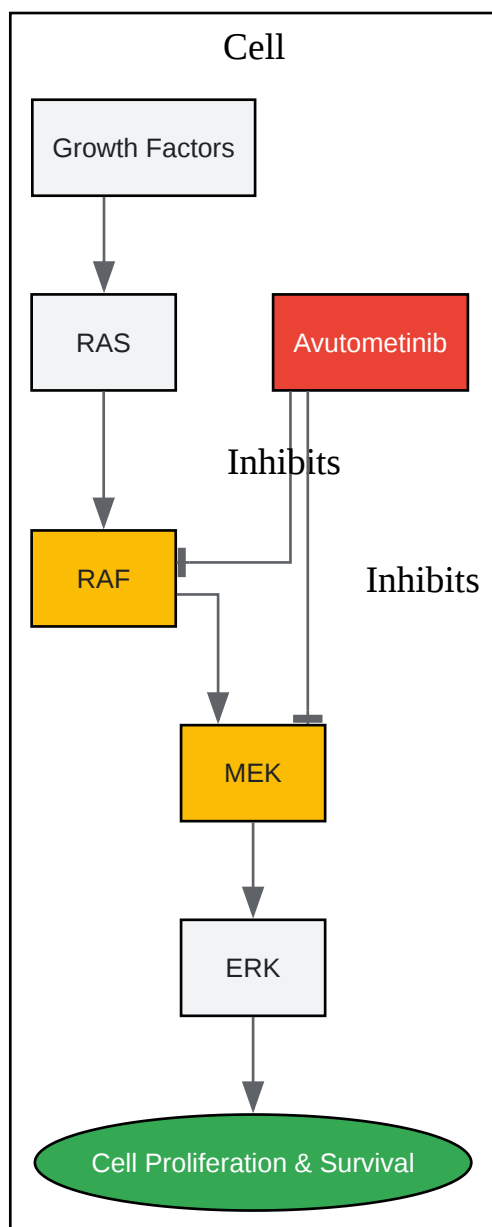 Cell
Growth Factors
RAS
Avutometinib
Inhibits
RAF
Inhibits
MEK
ERK
Cell Proliferation & Survival